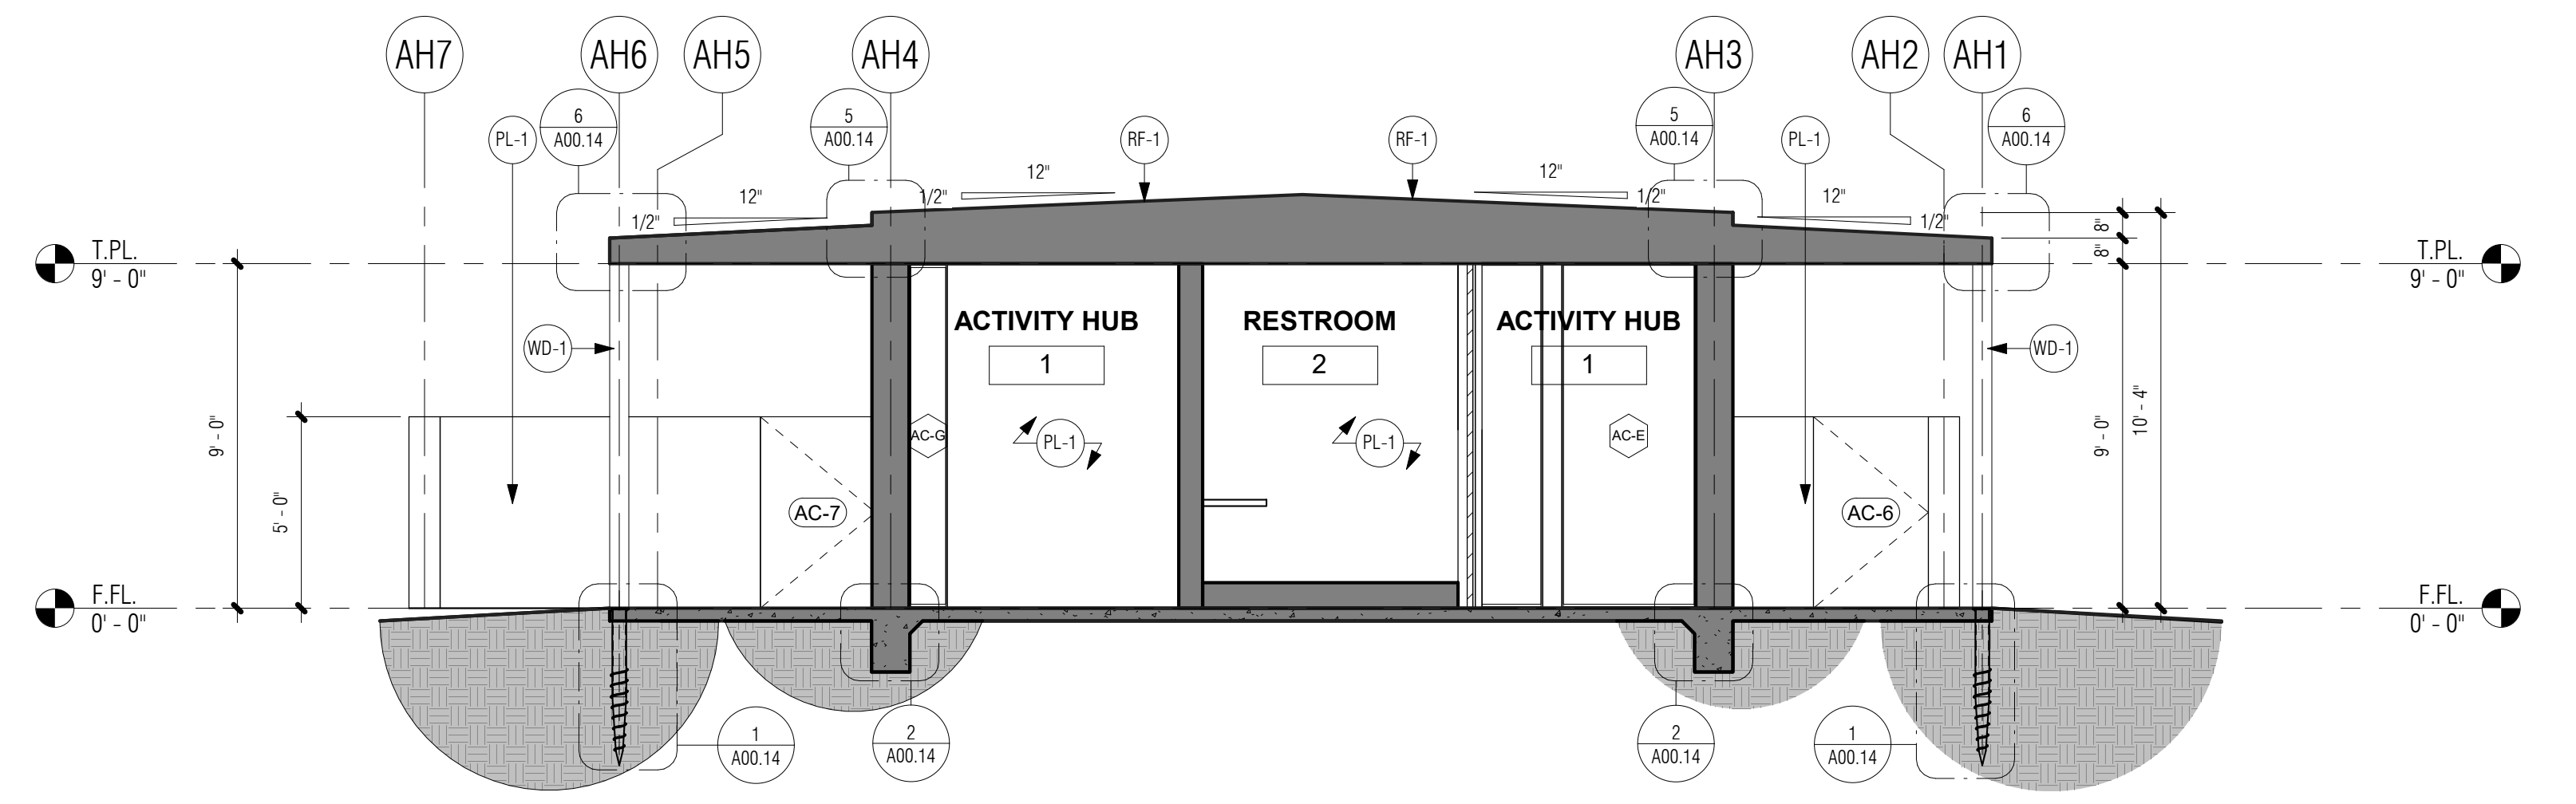 AH7
AH6
AH5
AH4
AH3
AH2
AH1
6
A00.14
5
A00.14
5
A00.14
6
A00.14
PL-1
RF-1
RF-1
PL-1
12"
1/2"
12"
1/2"
12"
1/2"
12"
1/2"
T.PL.
9' - 0"
T.PL.
9' - 0"
8"
8"
ACTIVITY HUB
1
RESTROOM
2
ACTIVITY HUB
1
WD-1
WD-1
9' - 0"
5' - 0"
9' - 0"
10' - 4"
AC-G
PL-1
PL-1
AC-E
AC-7
AC-6
F.FL.
0' - 0"
F.FL.
0' - 0"
1
A00.14
2
A00.14
2
A00.14
1
A00.14